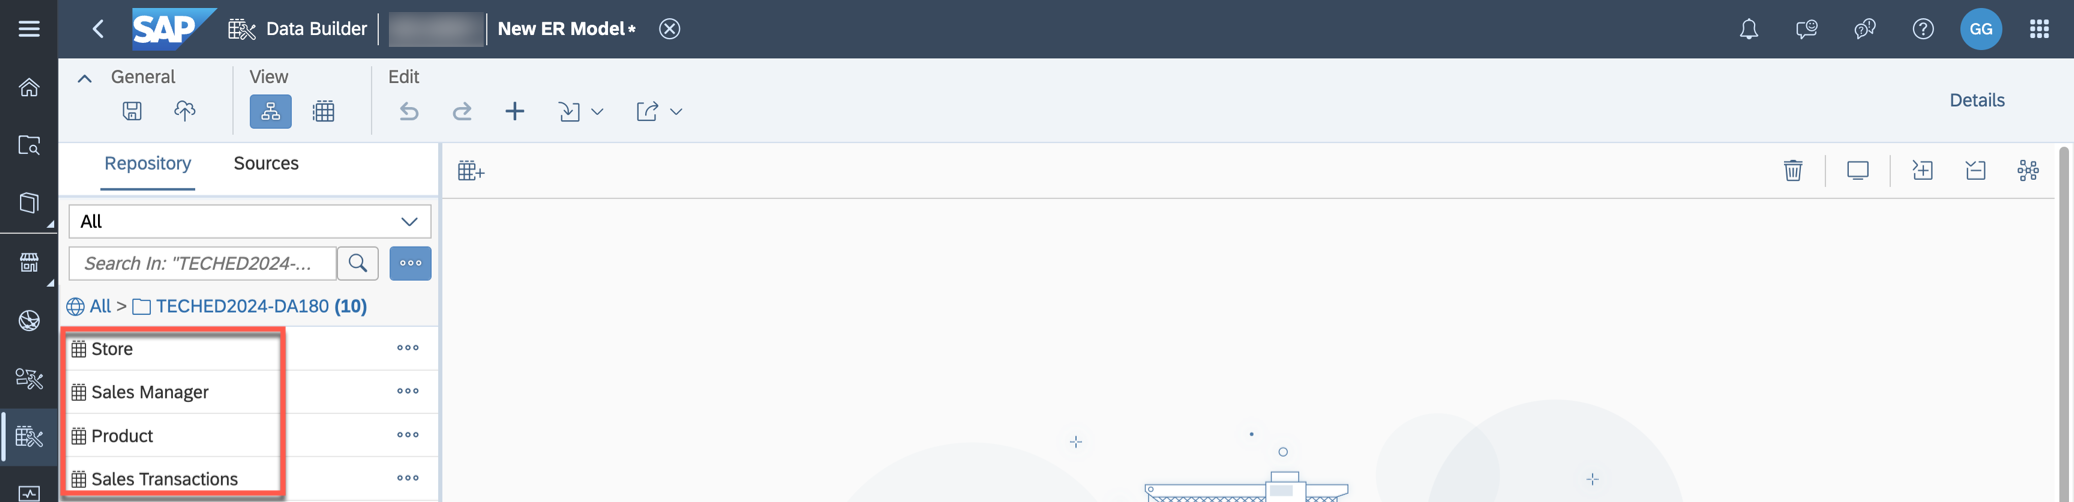 SAP Data Builder New ER Model* GG
General View Edit
Details
Repository Sources
All
Search In: "TECHED2024-...
All > TECHED2024-DA180 (10)
Store
Sales Manager
Product
Sales Transactions